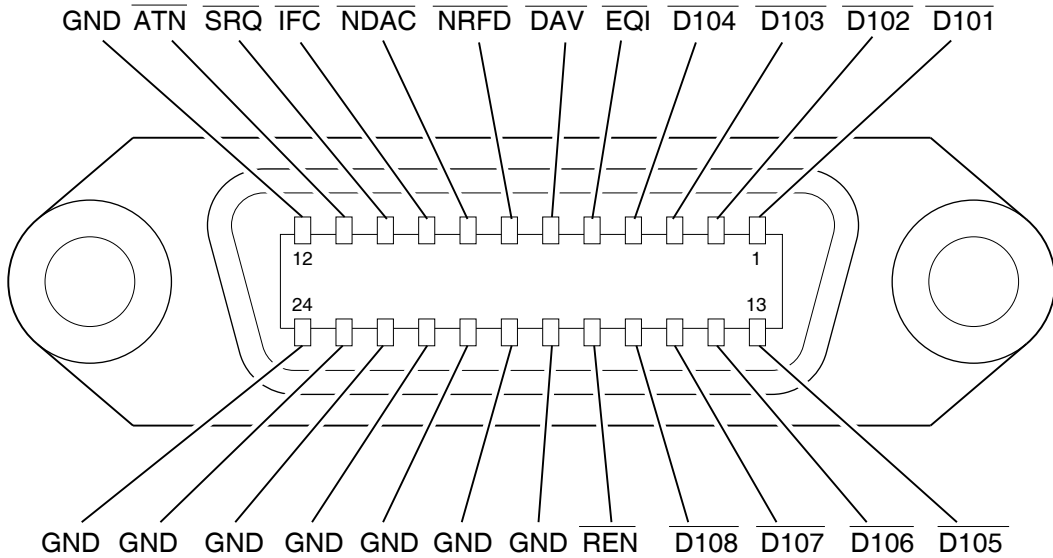 GND ATN SRQ IFC NDAC NRFD DAV EQI D104 D103 D102 D101
12 1
24 13
GND GND GND GND GND GND GND REN D108 D107 D106 D105